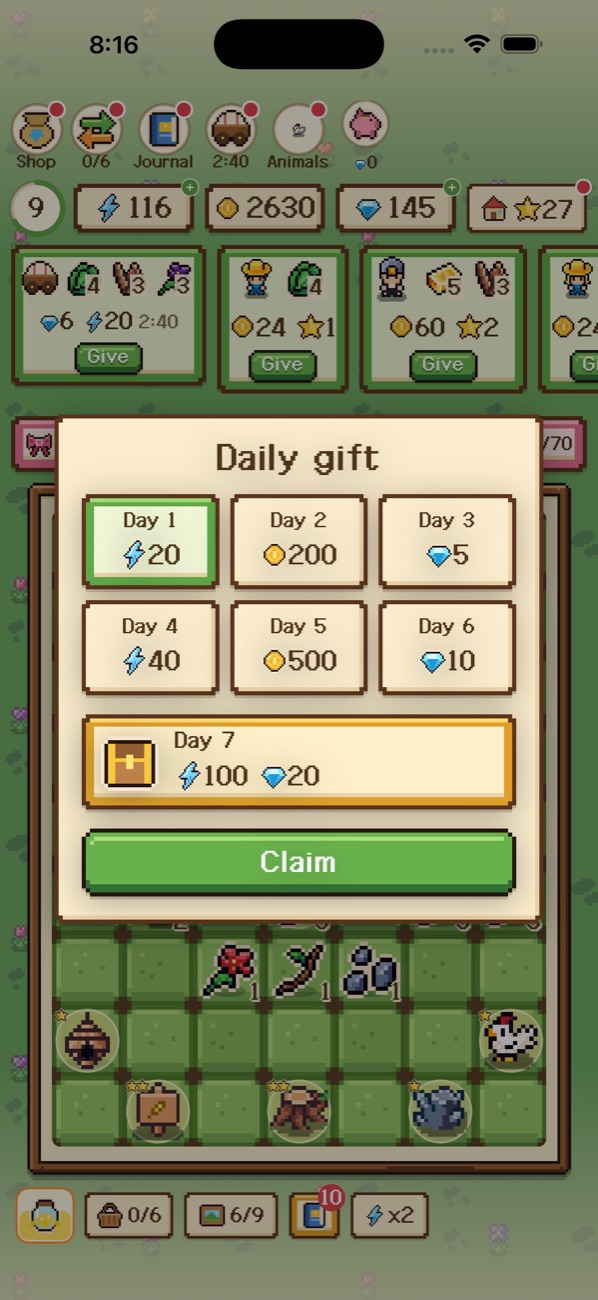 8:16
Shop
0/6
Journal
2:40
Animals
0
9
116
2630
145
27
4
3
3
6 20 2:40
Give
4
24 1
Give
5
3
60 2
Give
/70
Daily gift
Day 1
20
Day 2
200
Day 3
5
Day 4
40
Day 5
500
Day 6
10
Day 7
100 20
Claim
1
1
1
0/6
6/9
10
x2